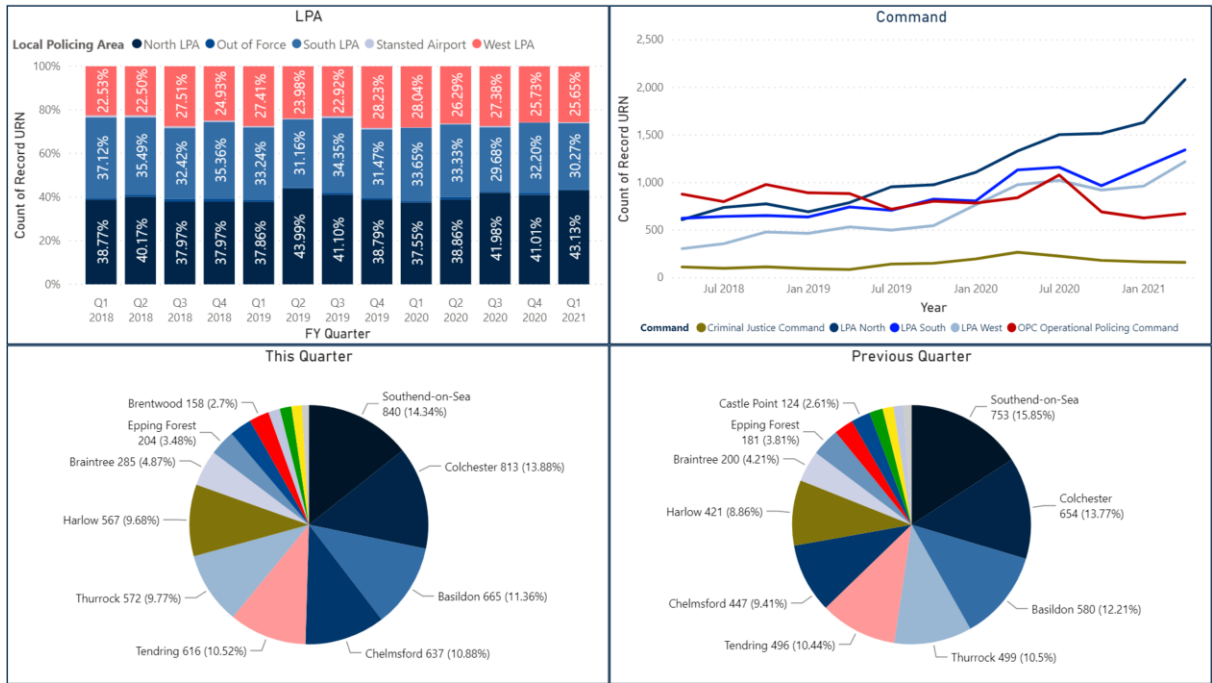 LPA
Local Policing Area North LPA Out of Force South LPA Stansted Airport West LPA
Count of Record URN
100%
80%
60%
40%
20%
0%
22.53% 22.50% 27.51% 24.93% 27.41% 23.98% 22.92% 28.23% 28.04% 26.29% 27.38% 25.73% 25.65%
37.12% 35.49% 32.42% 35.36% 33.24% 31.16% 34.35% 31.47% 33.65% 33.33% 29.68% 32.20% 30.27%
38.77% 40.17% 37.97% 37.97% 37.86% 43.99% 41.10% 38.79% 37.55% 38.86% 41.98% 41.01% 43.13%
Q1 Q2 Q3 Q4 Q1 Q2 Q3 Q4 Q1 Q2 Q3 Q4 Q1
2018 2018 2018 2018 2019 2019 2019 2019 2020 2020 2020 2020 2021
FY Quarter
Command
Count of Record URN
2,500
2,000
1,500
1,000
500
0
Jul 2018 Jan 2019 Jul 2019 Jan 2020 Jul 2020 Jan 2021
Year
Command Criminal Justice Command LPA North LPA South LPA West OPC Operational Policing Command
This Quarter
Southend-on-Sea
840 (14.34%)
Colchester 813 (13.88%)
Basildon 665 (11.36%)
Chelmsford 637 (10.88%)
Tendring 616 (10.52%)
Thurrock 572 (9.77%)
Harlow 567 (9.68%)
Braintree 285 (4.87%)
Epping Forest
204 (3.48%)
Brentwood 158 (2.7%)
Previous Quarter
Southend-on-Sea
753 (15.85%)
Colchester
654 (13.77%)
Basildon 580 (12.21%)
Thurrock 499 (10.5%)
Tendring 496 (10.44%)
Chelmsford 447 (9.41%)
Harlow 421 (8.86%)
Braintree 200 (4.21%)
Epping Forest
181 (3.81%)
Castle Point 124 (2.61%)